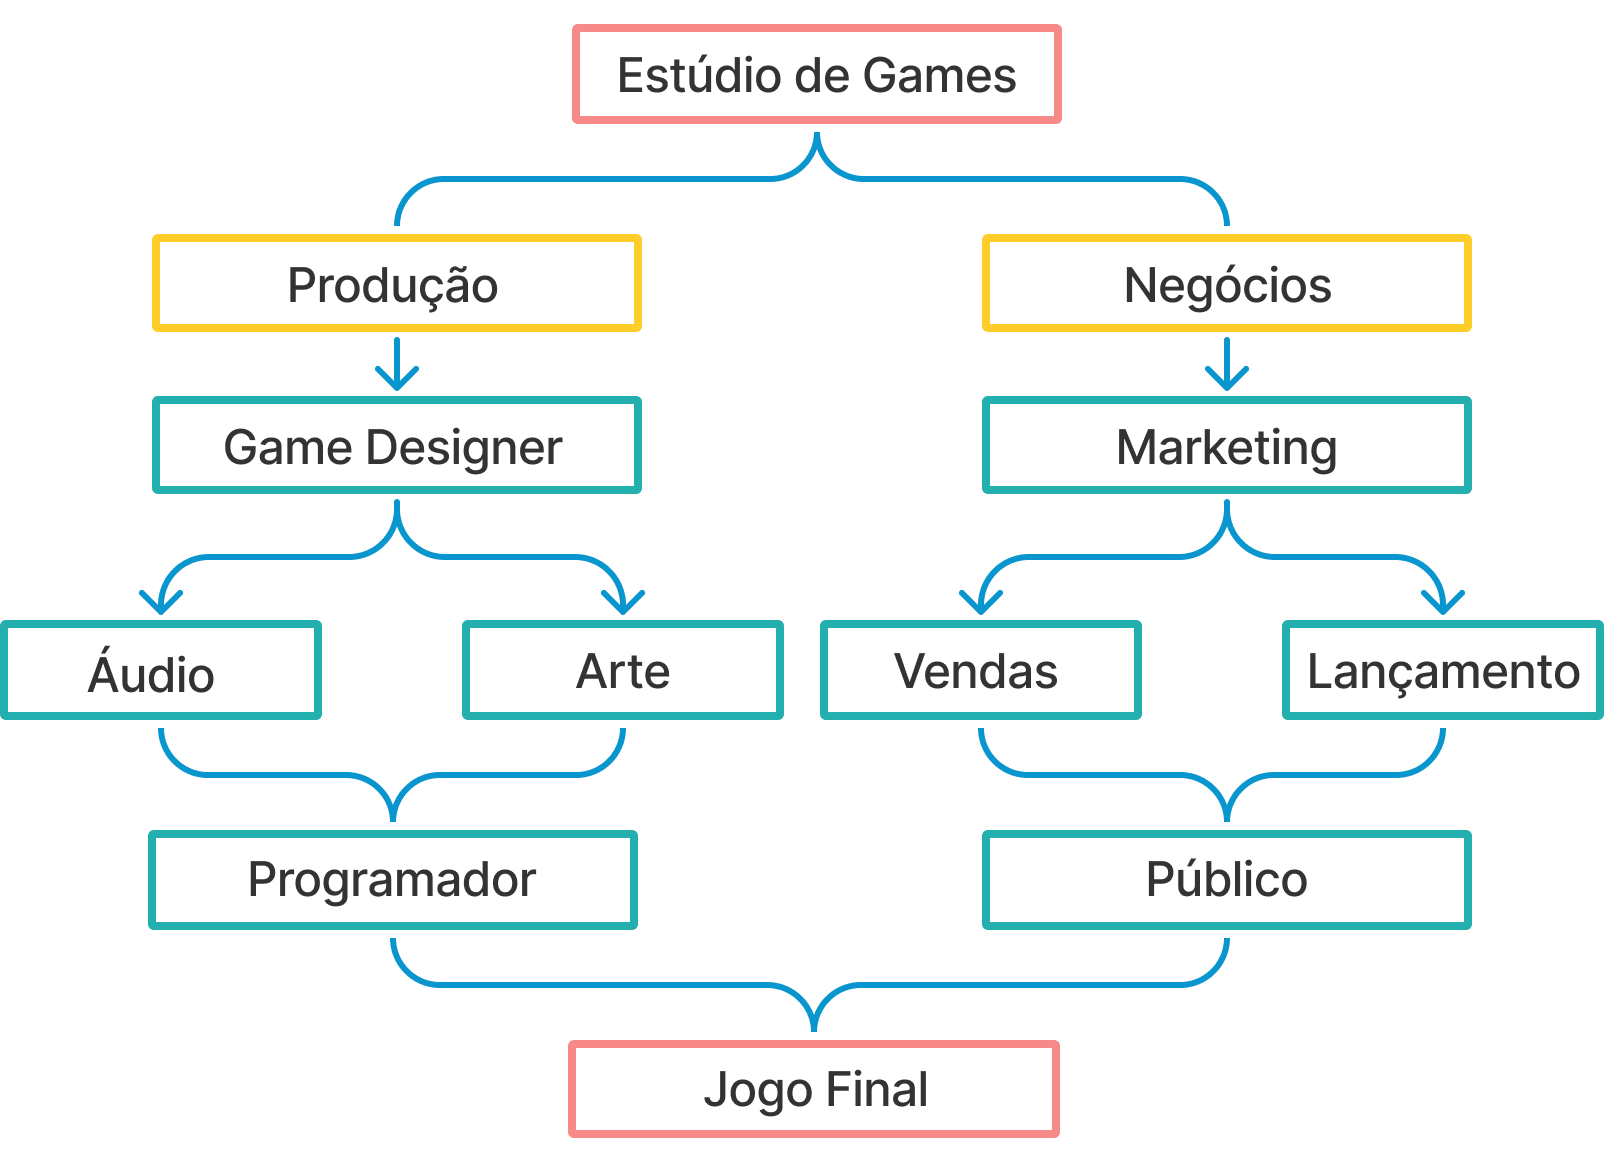 Estúdio de Games
Produção
Negócios
Game Designer
Marketing
Áudio
Arte
Vendas
Lançamento
Programador
Público
Jogo Final